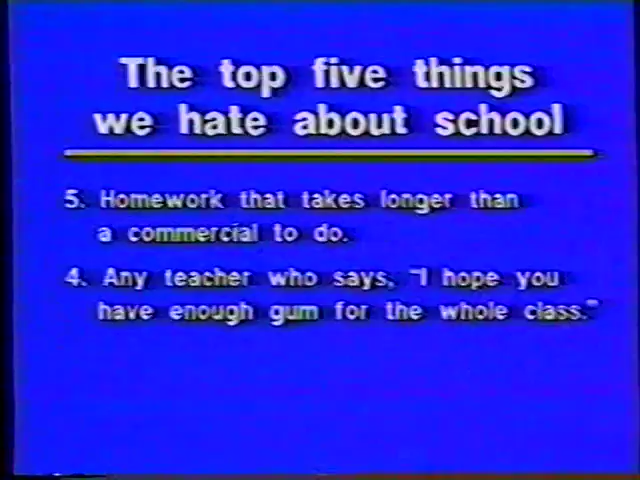 The top five things
we hate about school
5. Homework that takes longer than
a commercial to do.
4. Any teacher who says, "I hope you
have enough gum for the whole class."